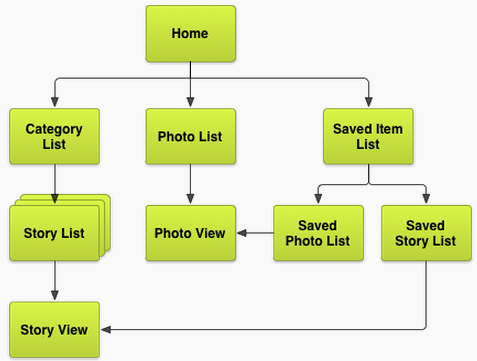 Home
Category
List
Photo List
Saved Item
List
Story List
Photo View
Saved
Photo List
Saved
Story List
Story View